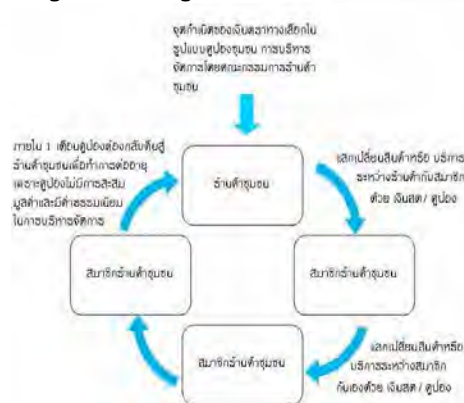 จุดกำเนิดของเงินตราทางเลือกใน
รูปแบบคูปองชุมชน การบริหาร
จัดการโดยคณะกรรมการร้านค้า
ชุมชน
ภายใน 1 เดือนคูปองต้องกลับคืนสู่
ร้านค้าชุมชนเพื่อทำการต่ออายุ
เพราะคูปองไม่มีการสะสม
มูลค่าและมีค่าธรรมเนียม
ในการบริหารจัดการ
ร้านค้าชุมชน
แลกเปลี่ยนสินค้าหรือ บริการ
ระหว่างร้านค้ากับสมาชิก
ด้วย เงินสด/ คูปอง
สมาชิกร้านค้าชุมชน
สมาชิกร้านค้าชุมชน
สมาชิกร้านค้าชุมชน
แลกเปลี่ยนสินค้าหรือ
บริการระหว่างสมาชิก
กันเองด้วย เงินสด / คูปอง